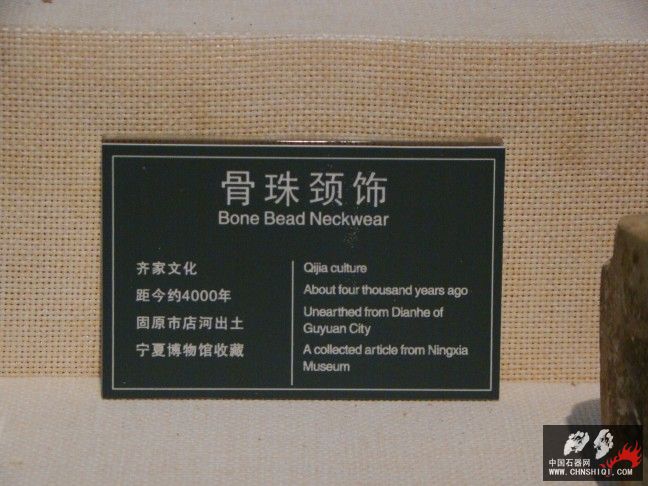 骨珠颈饰
Bone Bead Neckwear
齐家文化
距今约4000年
固原市店河出土
宁夏博物馆收藏
Qijia culture
About four thousand years ago
Unearthed from Dianhe of
Guyuan City
A collected article from Ningxia
Museum
中国石器网
WWW.CHNSHIQI.COM